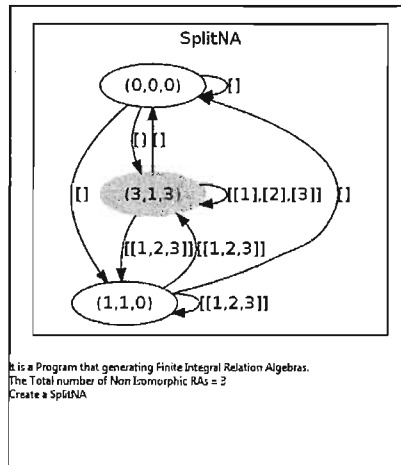 SplitNA
(0,0,0)
[]
[] []
[]
(3,1,3)
[[1],[2],[3]]
[]
[[1,2,3]] [[1,2,3]]
(1,1,0)
[[1,2,3]]
It is a Program that generating Finite Integral Relation Algebras.
The Total number of Non Isomorphic RAs = 3
Create a SplitNA